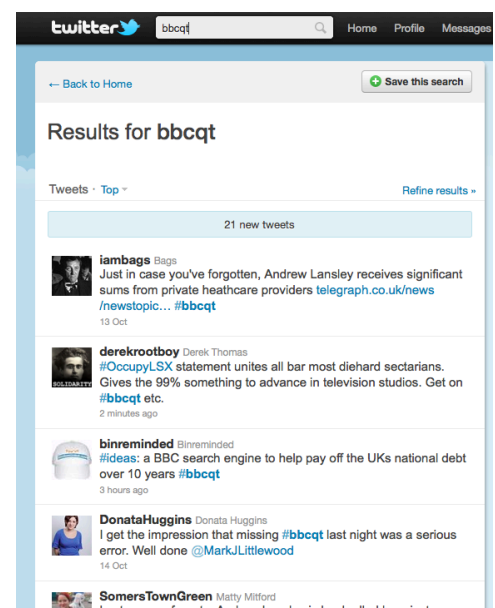 twitter
bbcqt
Home Profile Messages
← Back to Home
Save this search
Results for bbcqt
Tweets · Top
Refine results »
21 new tweets
iambags Bags
Just in case you've forgotten, Andrew Lansley receives significant
sums from private heathcare providers telegraph.co.uk/news
/newstopic… #bbcqt
13 Oct
derekrootboy Derek Thomas
#OccupyLSX statement unites all bar most diehard sectarians.
Gives the 99% something to advance in television studios. Get on
#bbcqt etc.
2 minutes ago
SOLIDARITY
binreminded Binreminded
#ideas: a BBC search engine to help pay off the UKs national debt
over 10 years #bbcqt
3 hours ago
DonataHuggins Donata Huggins
I get the impression that missing #bbcqt last night was a serious
error. Well done @MarkJLittlewood
14 Oct
SomersTownGreen Matty Mitford